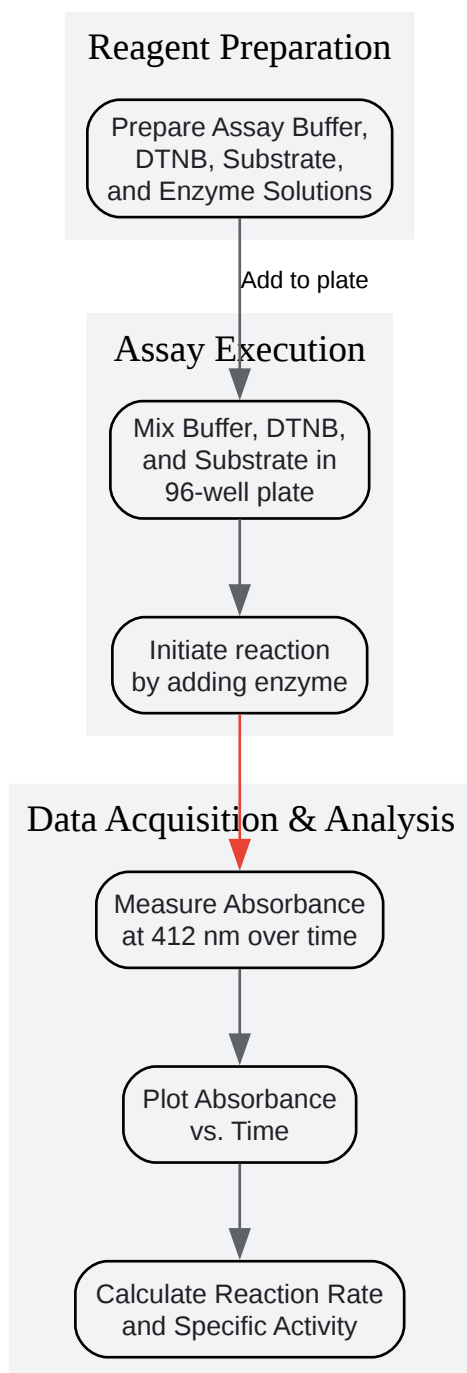 Reagent Preparation
Prepare Assay Buffer,
DTNB, Substrate,
and Enzyme Solutions
Add to plate
Assay Execution
Mix Buffer, DTNB,
and Substrate in
96-well plate
Initiate reaction
by adding enzyme
Data Acquisition & Analysis
Measure Absorbance
at 412 nm over time
Plot Absorbance
vs. Time
Calculate Reaction Rate
and Specific Activity